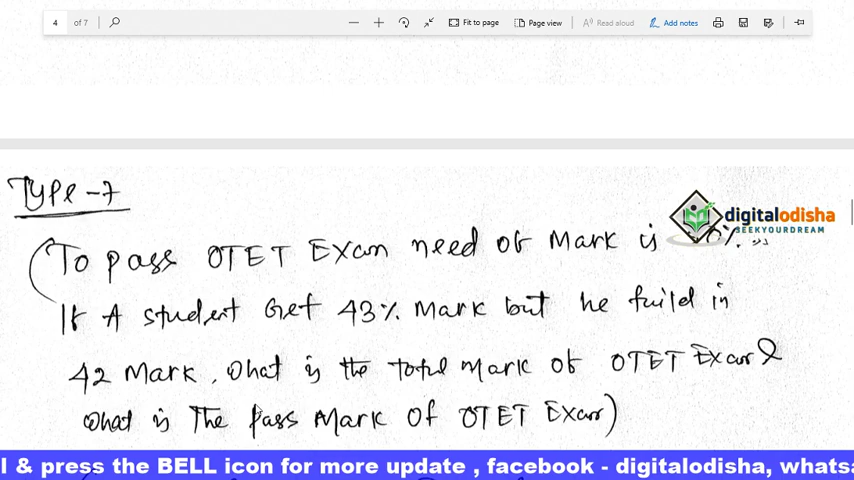 4 of 7 Fit to page Page view Read aloud Add notes
Type-7
digitalodisha
SEEKYOURDREAM
(To pass OTET Exam need of Mark is %.
If A student Get 43% Mark but he faild in
42 Mark, What is the total Mark of OTET Exam &
What is The pass Mark Of OTET Exam)
l & press the BELL icon for more update , facebook - digitalodisha, whatsa